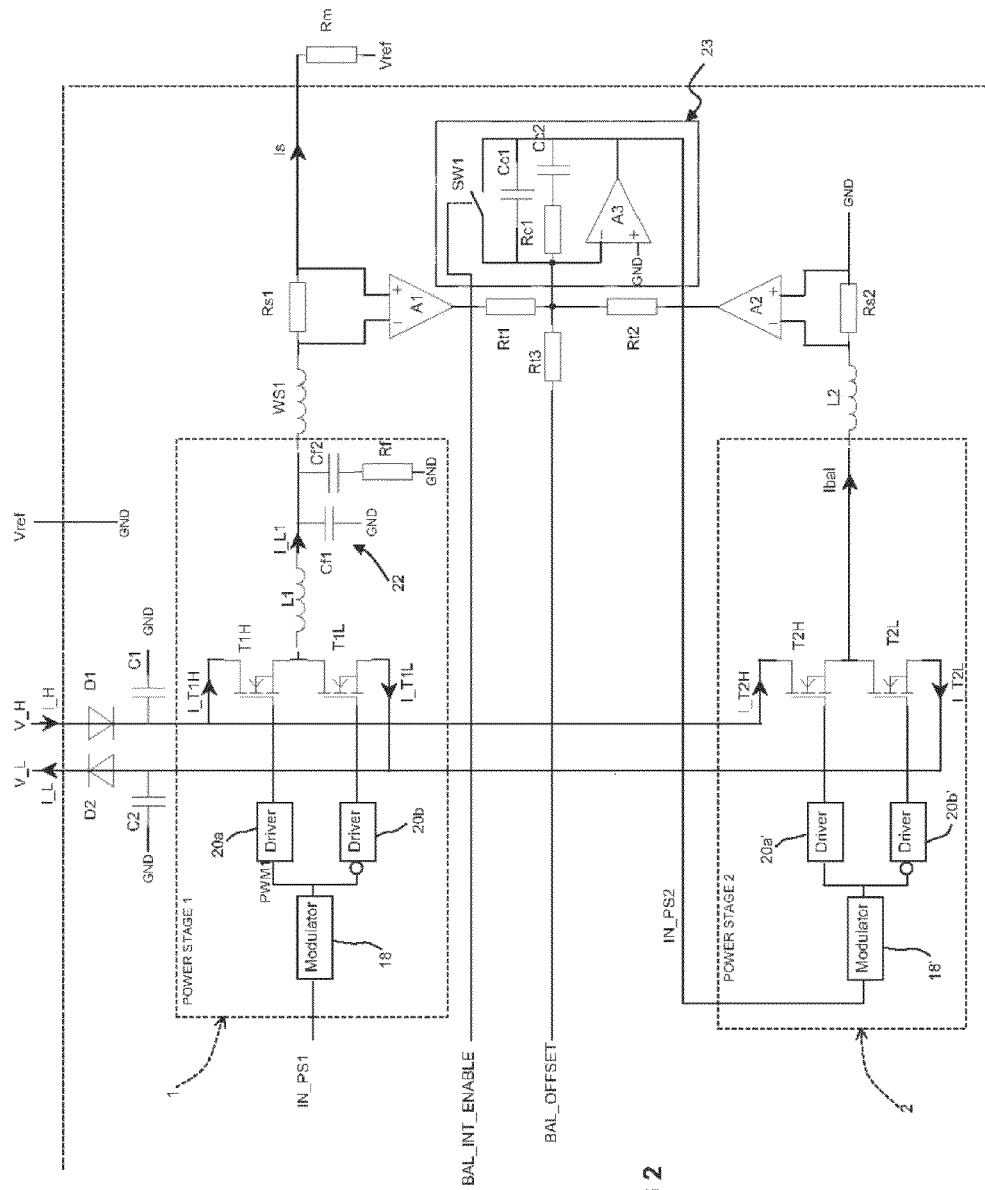 Rm
Vref
Is
23
SW1
Cc1
Cc2
Rc1
A3
−
+
GND
Rs1
+
−
A1
Rt1
Rt3
Rt2
A2
+
−
Rs2
GND
WS1
L2
Vref
GND
Cf2
Rf
GND
Cf1
GND
22
I_L1
L1
Ibal
T1H
T1L
I_T1H
I_T1L
T2H
T2L
I_T2H
I_T2L
V_H
I_H
V_L
I_L
D1
D2
C1
GND
C2
GND
20a
Driver
20b
Driver
PWM1
Modulator
18
POWER STAGE 1
1
IN_PS1
20a'
Driver
20b'
Driver
Modulator
18'
POWER STAGE 2
2
IN_PS2
BAL_INT_ENABLE
BAL_OFFSET
2